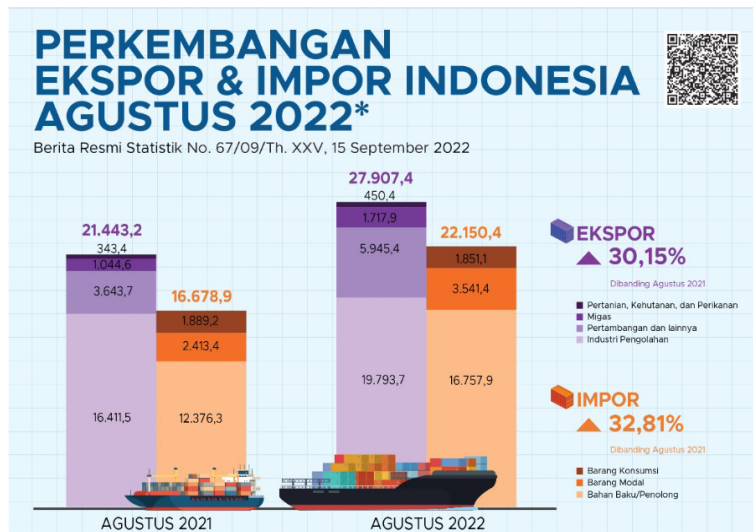 PERKEMBANGAN
EKSPOR & IMPOR INDONESIA
AGUSTUS 2022*
Berita Resmi Statistik No. 67/09/Th. XXV, 15 September 2022
21.443,2
343,4
1.044,6
3.643,7
16.411,5
16.678,9
1.889,2
2.413,4
12.376,3
AGUSTUS 2021
27.907,4
450,4
1.717,9
5.945,4
19.793,7
22.150,4
1.851,1
3.541,4
16.757,9
AGUSTUS 2022
EKSPOR
30,15%
Dibanding Agustus 2021
Pertanian, Kehutanan, dan Perikanan
Migas
Pertambangan dan lainnya
Industri Pengolahan
IMPOR
32,81%
Dibanding Agustus 2021
Barang Konsumsi
Barang Modal
Bahan Baku/Penolong